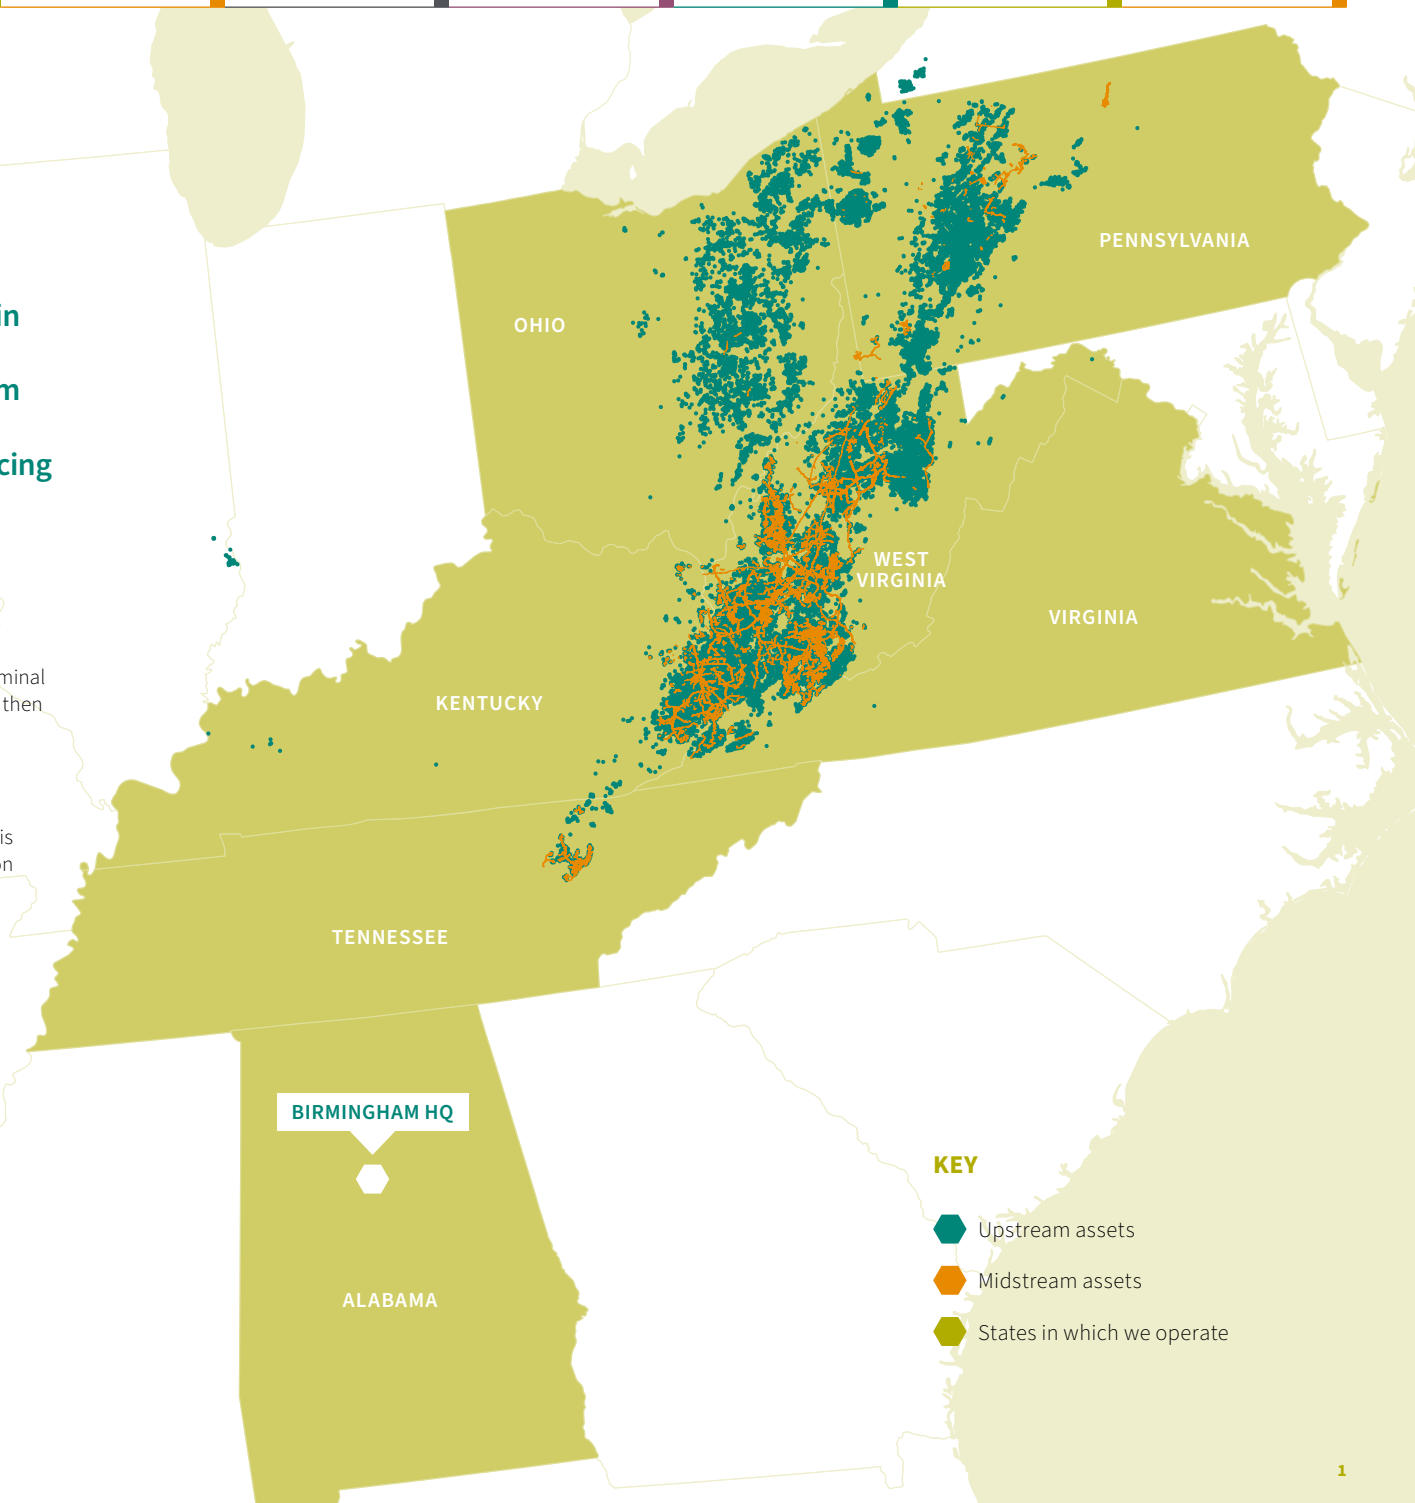 in
m
cing
minal
then
is
on
PENNSYLVANIA
OHIO
WEST
VIRGINIA
VIRGINIA
KENTUCKY
TENNESSEE
BIRMINGHAM HQ
ALABAMA
KEY
Upstream assets
Midstream assets
States in which we operate
1